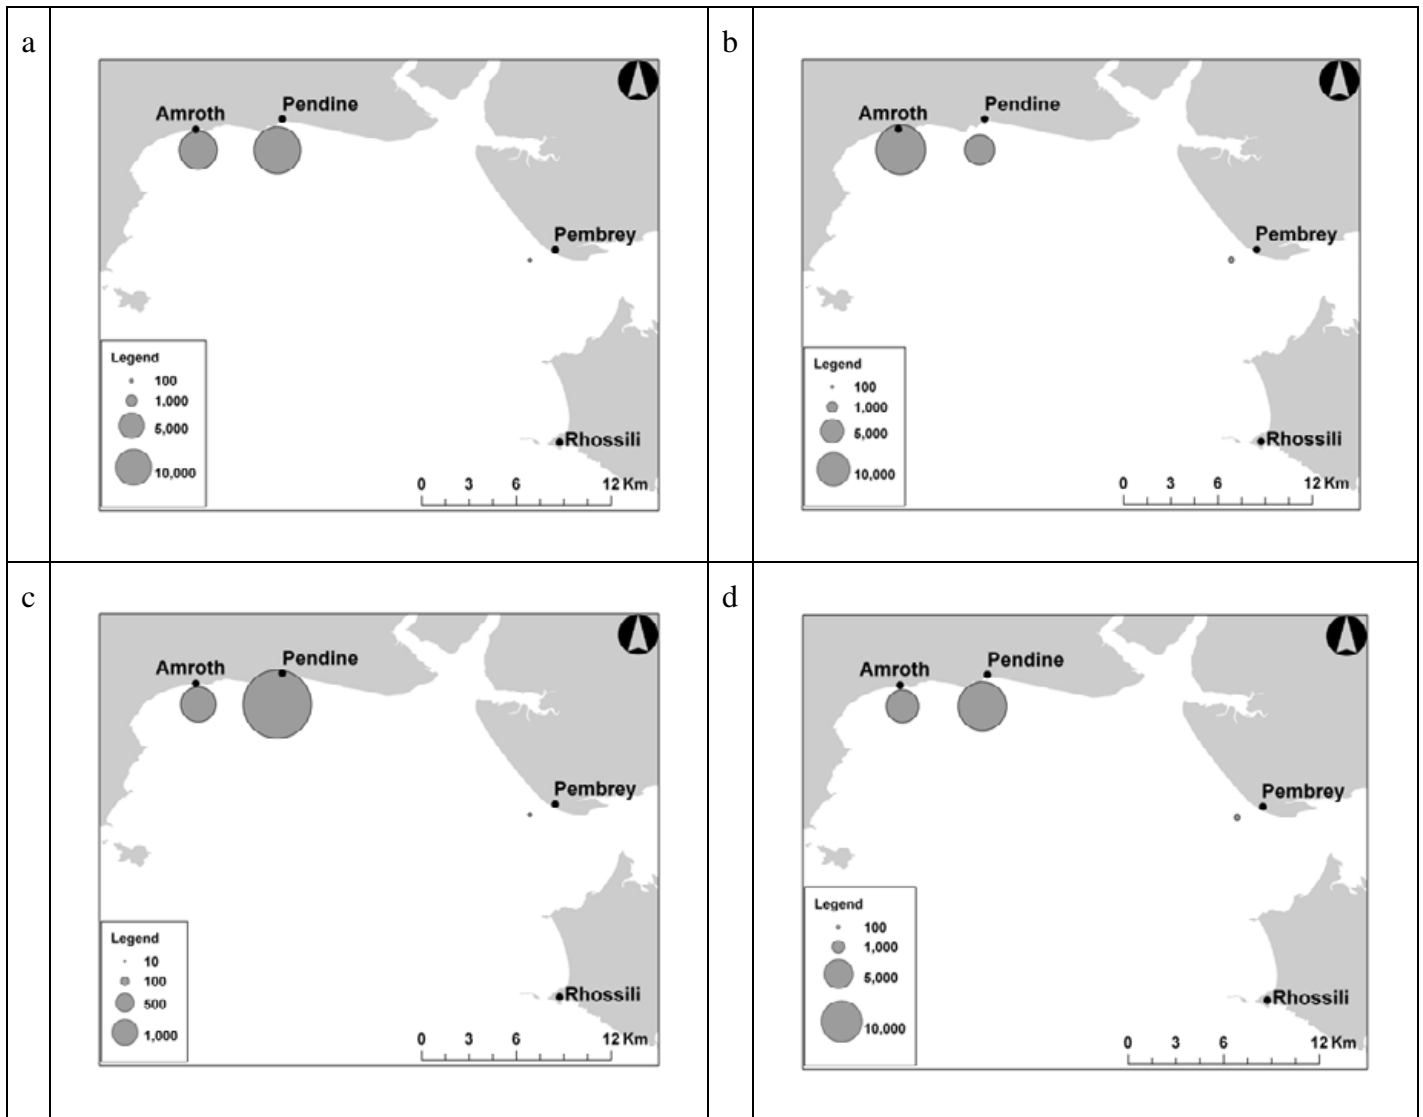 a
Amroth
Pendine
Pembrey
Rhossili
Legend
100
1,000
5,000
10,000
0 3 6 12 Km
b
Amroth
Pendine
Pembrey
Rhossili
Legend
100
1,000
5,000
10,000
0 3 6 12 Km
c
Amroth
Pendine
Pembrey
Rhossili
Legend
10
100
500
1,000
0 3 6 12 Km
d
Amroth
Pendine
Pembrey
Rhossili
Legend
100
1,000
5,000
10,000
0 3 6 12 Km